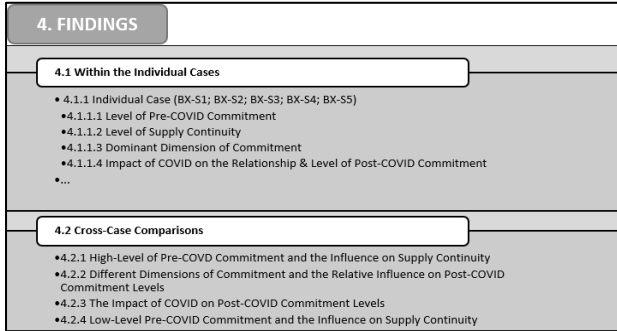 4. FINDINGS
4.1 Within the Individual Cases
• 4.1.1 Individual Case (BX-S1; BX-S2; BX-S3; BX-S4; BX-S5)
•4.1.1.1 Level of Pre-COVID Commitment
•4.1.1.2 Level of Supply Continuity
•4.1.1.3 Dominant Dimension of Commitment
•4.1.1.4 Impact of COVID on the Relationship & Level of Post-COVID Commitment
•...
4.2 Cross-Case Comparisons
•4.2.1 High-Level of Pre-COVD Commitment and the Influence on Supply Continuity
•4.2.2 Different Dimensions of Commitment and the Relative Influence on Post-COVID
Commitment Levels
•4.2.3 The Impact of COVID on Post-COVID Commitment Levels
•4.2.4 Low-Level Pre-COVID Commitment and the Influence on Supply Continuity